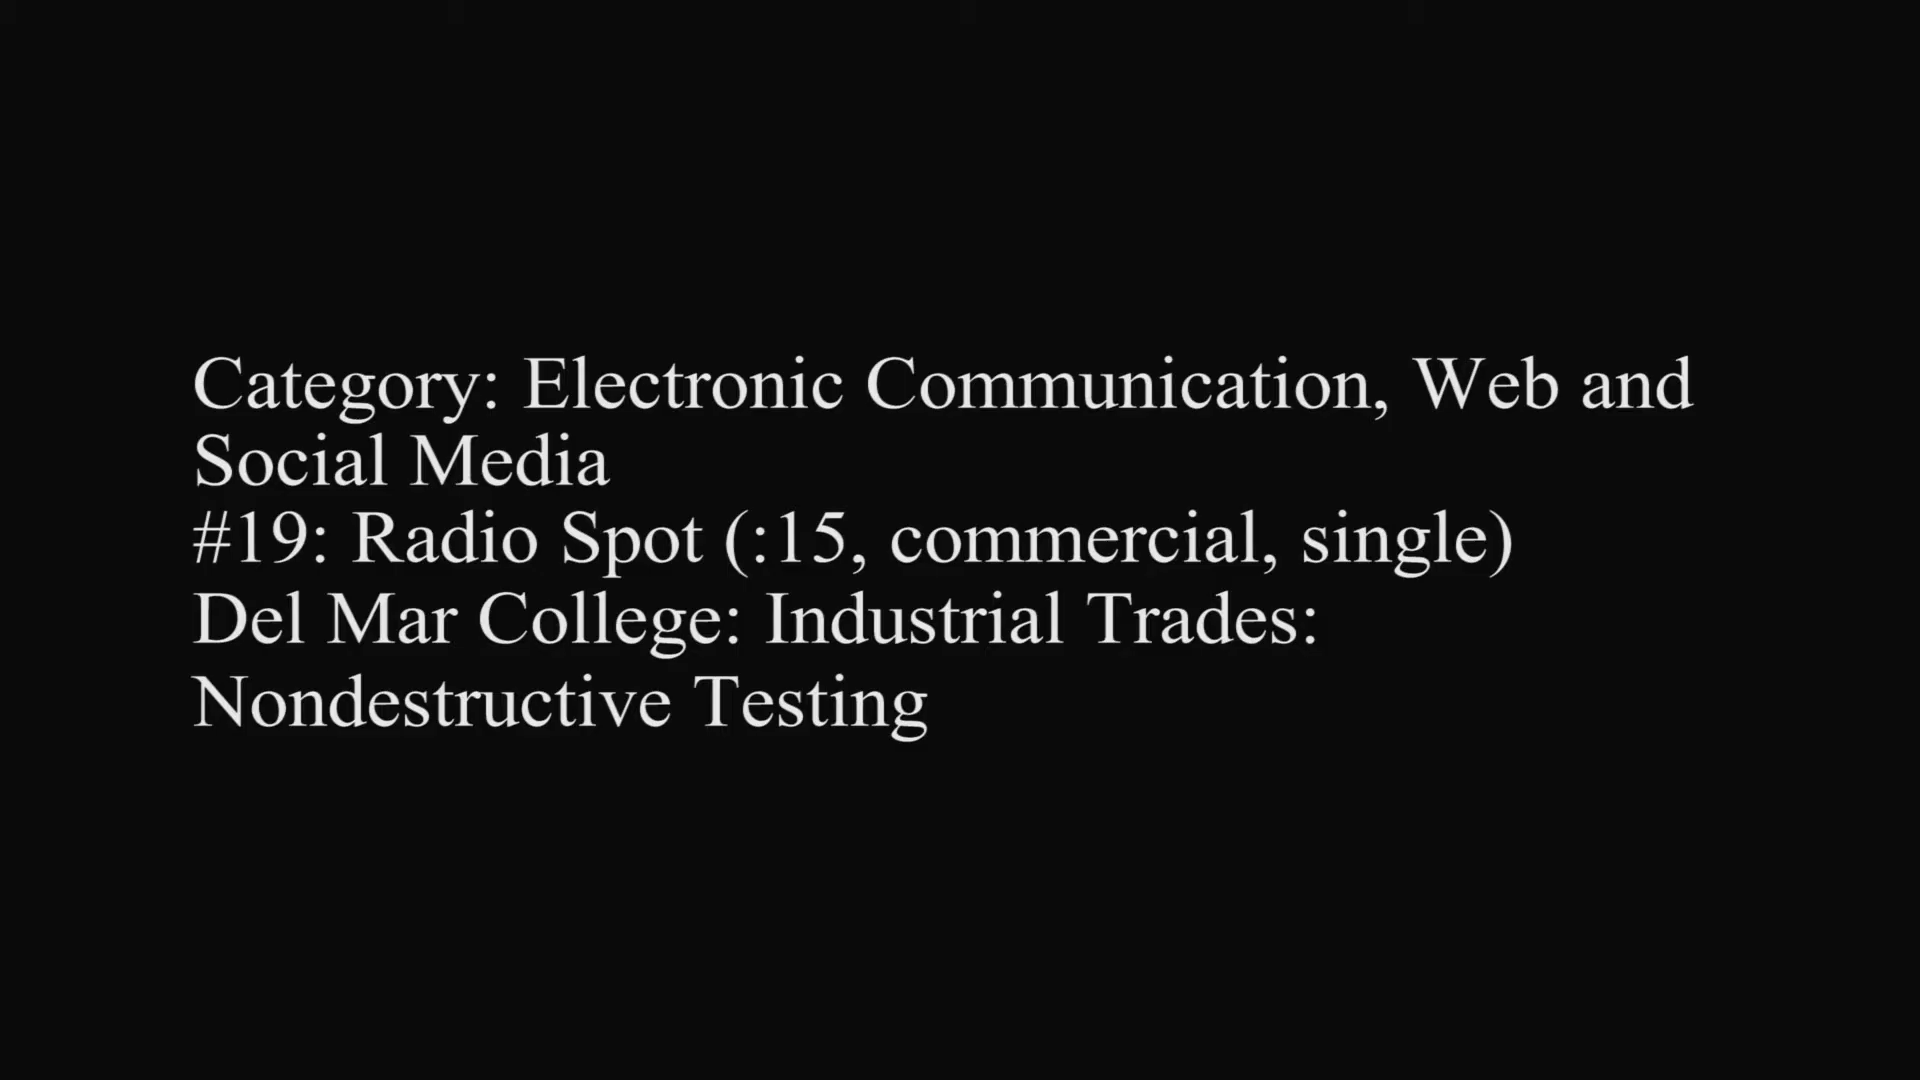 Category: Electronic Communication, Web and
Social Media
#19: Radio Spot (:15, commercial, single)
Del Mar College: Industrial Trades:
Nondestructive Testing